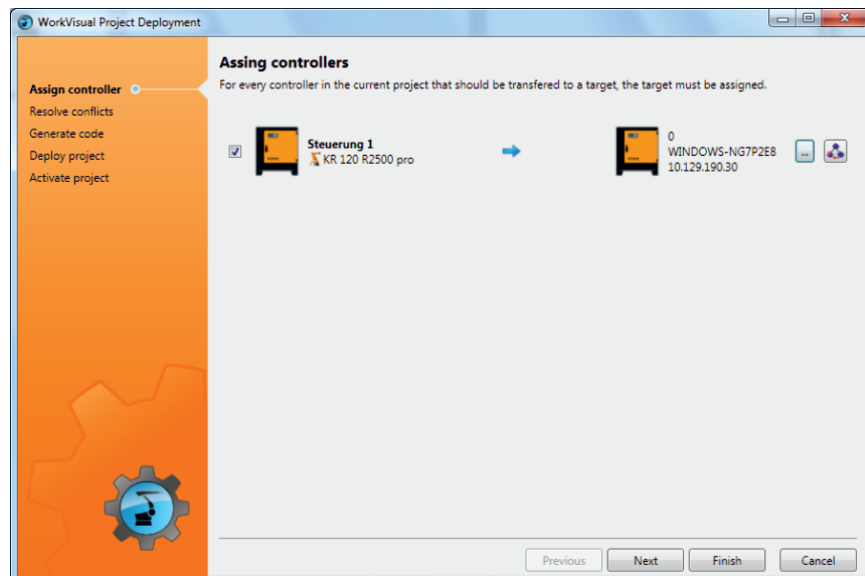 WorkVisual Project Deployment
Assign controller
Resolve conflicts
Generate code
Deploy project
Activate project
Assing controllers
For every controller in the current project that should be transfered to a target, the target must be assigned.
Steuerung 1
KR 120 R2500 pro
0
WINDOWS-NG7P2E8
10.129.190.30
...
Previous
Next
Finish
Cancel